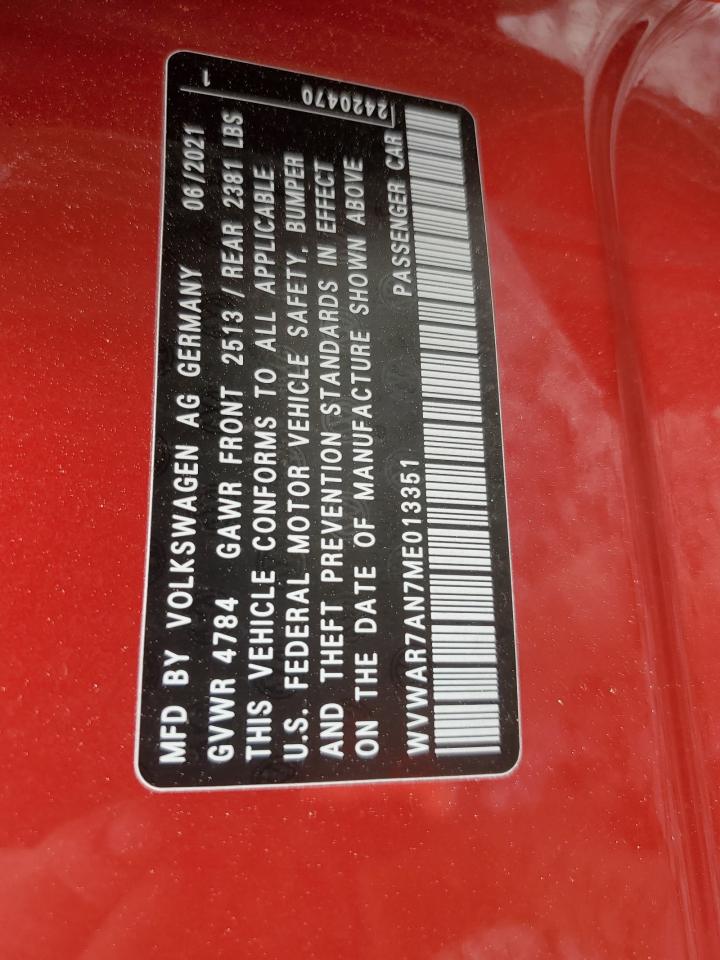 1 2420470
MFD BY VOLKSWAGEN AG GERMANY 06/2021
GVWR 4784 GAWR FRONT 2513 / REAR 2381 LBS
THIS VEHICLE CONFORMS TO ALL APPLICABLE
U.S. FEDERAL MOTOR VEHICLE SAFETY, BUMPER
AND THEFT PREVENTION STANDARDS IN EFFECT
ON THE DATE OF MANUFACTURE SHOWN ABOVE
WVWAR7AN7ME013351 PASSENGER CAR